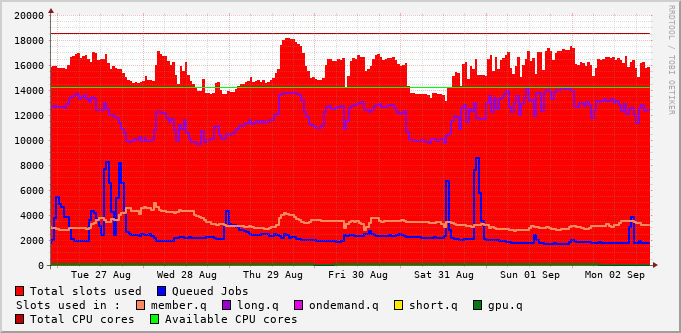 20000
18000
16000
14000
12000
10000
8000
6000
4000
2000
0
Tue 27 Aug Wed 28 Aug Thu 29 Aug Fri 30 Aug Sat 31 Aug Sun 01 Sep Mon 02 Sep
Total slots used Queued Jobs
Slots used in : member.q long.q ondemand.q short.q gpu.q
Total CPU cores Available CPU cores
RRDTOOL / TOBI OETIKER